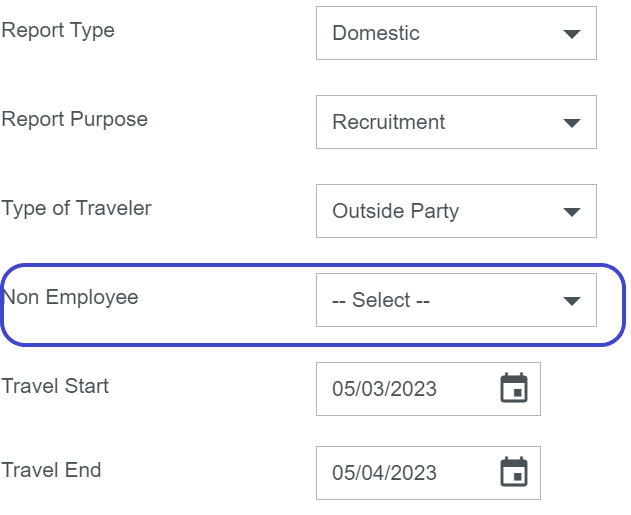 Report Type Domestic
Report Purpose Recruitment
Type of Traveler Outside Party
Non Employee -- Select --
Travel Start 05/03/2023
Travel End 05/04/2023